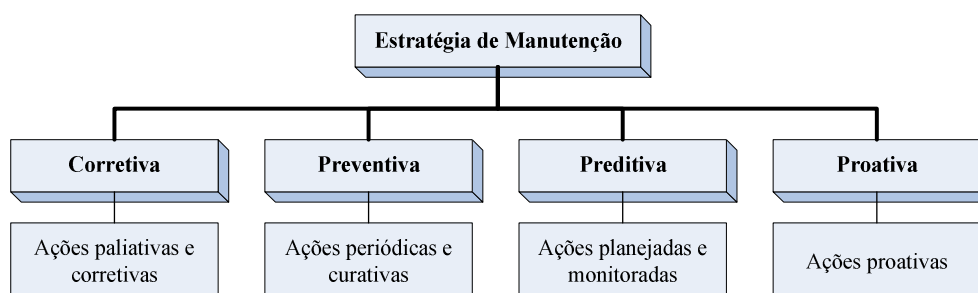 Estratégia de Manutenção
Corretiva
Preventiva
Preditiva
Proativa
Ações paliativas e
corretivas
Ações periódicas e
curativas
Ações planejadas e
monitoradas
Ações proativas